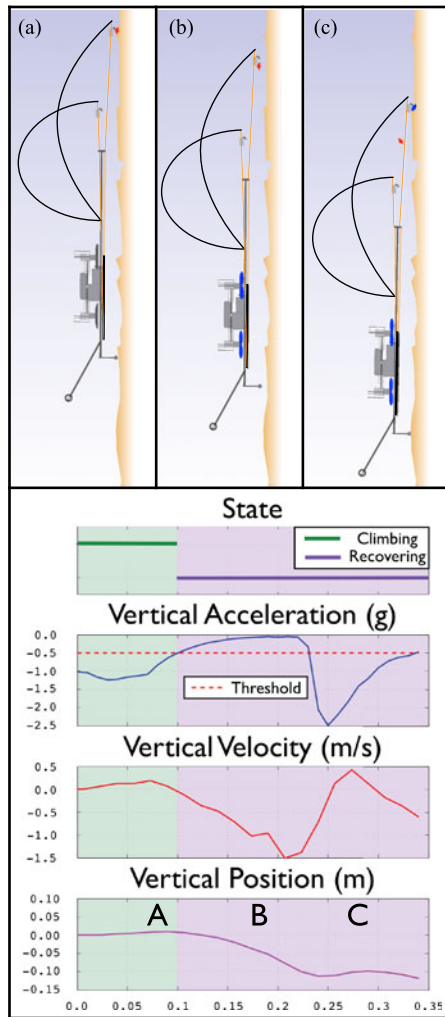 (a) (b) (c)
State
Climbing
Recovering
Vertical Acceleration (g)
0.0
-0.5
-1.0
-1.5
-2.0
-2.5
Threshold
Vertical Velocity (m/s)
0.5
0.0
-0.5
-1.0
-1.5
Vertical Position (m)
0.10
0.05
0.00
-0.05
-0.10
-0.15
A B C
0.0 0.05 0.1 0.15 0.2 0.25 0.3 0.35